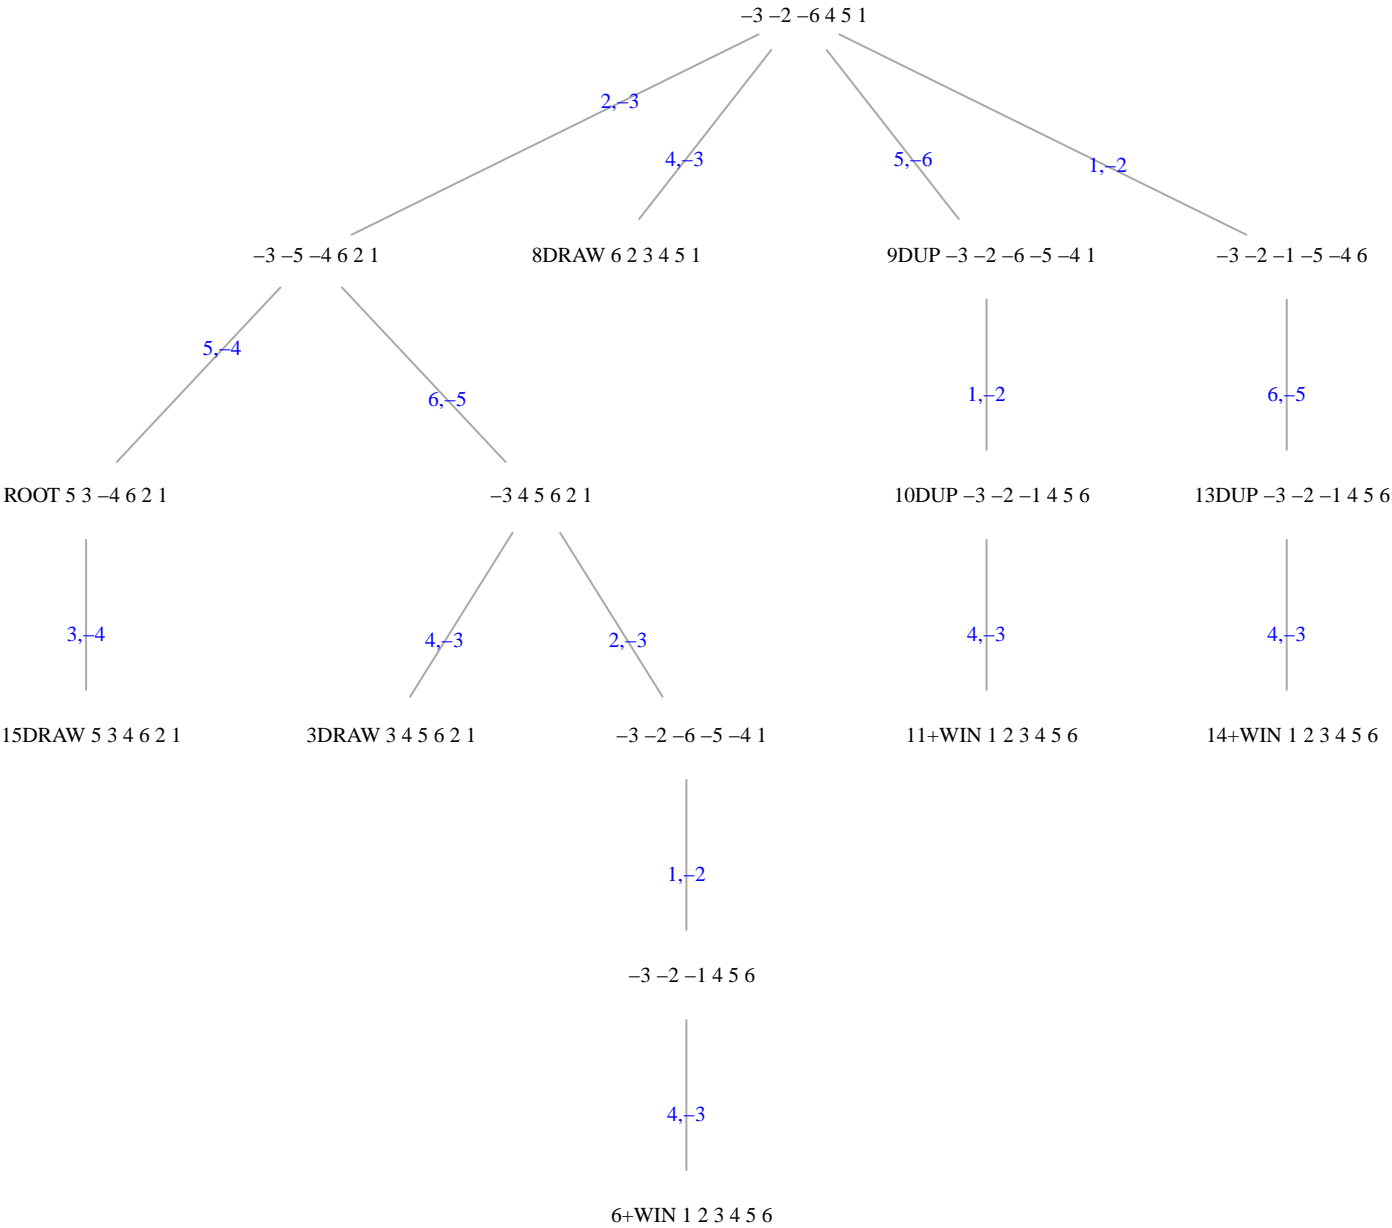 –3 –2 –6 4 5 1
2,–3
4,–3
5,–6
1,–2
–3 –5 –4 6 2 1
8DRAW 6 2 3 4 5 1
9DUP –3 –2 –6 –5 –4 1
–3 –2 –1 –5 –4 6
5,–4
6,–5
1,–2
6,–5
ROOT 5 3 –4 6 2 1
–3 4 5 6 2 1
10DUP –3 –2 –1 4 5 6
13DUP –3 –2 –1 4 5 6
3,–4
4,–3
2,–3
4,–3
4,–3
15DRAW 5 3 4 6 2 1
3DRAW 3 4 5 6 2 1
–3 –2 –6 –5 –4 1
11+WIN 1 2 3 4 5 6
14+WIN 1 2 3 4 5 6
1,–2
–3 –2 –1 4 5 6
4,–3
6+WIN 1 2 3 4 5 6